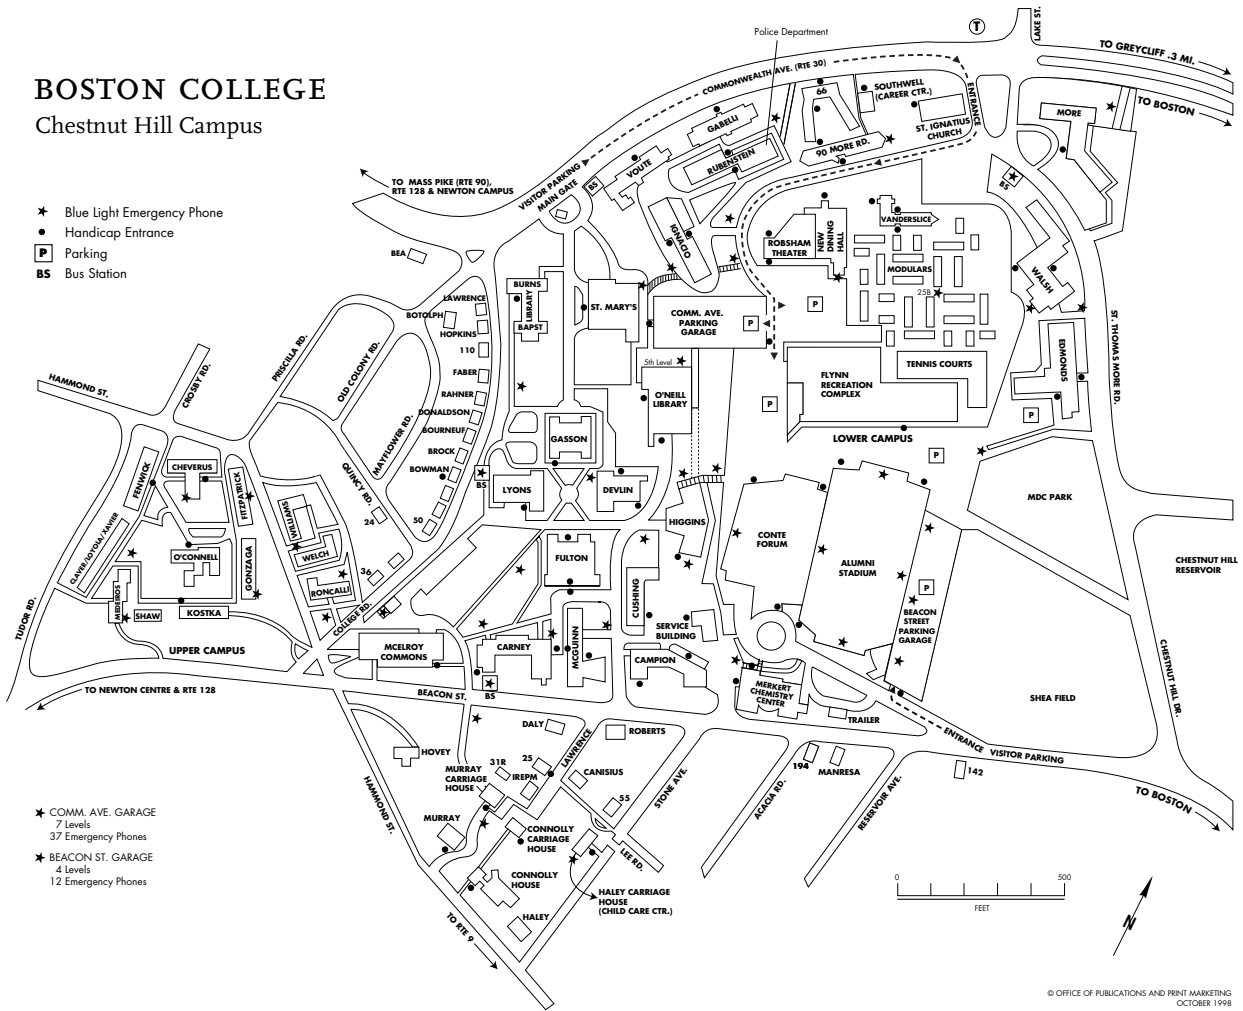 BOSTON COLLEGE
Chestnut Hill Campus
Blue Light Emergency Phone
Handicap Entrance
P
Parking
BS
Bus Station
Police Department
T
LAKE ST.
TO GREYCLIFF .3 MI.
TO BOSTON
COMMONWEALTH AVE. (RTE 30)
ENTRANCE
SOUTHWELL
(CAREER CTR.)
ST. IGNATIUS
CHURCH
66
90 MORE RD.
MORE
GABELLI
RUBENSTEIN
VOUTE
BS
VISITOR PARKING
MAIN GATE
TO MASS PIKE (RTE 90),
RTE 128 & NEWTON CAMPUS
IGNACIO
ROBSHAM
THEATER
NEW
DINING
HALL
VANDERSLICE
MODULARS
25B
BS
WALSH
BEA
LAWRENCE
BOTOLPH
HOPKINS
110
FABER
RAHNER
DONALDSON
BOURNEUF
BROCK
BOWMAN
50
24
36
BURNS
LIBRARY
BAPST
ST. MARY'S
COMM. AVE.
PARKING
GARAGE
P
P
5th Level
O'NEILL
LIBRARY
FLYNN
RECREATION
COMPLEX
TENNIS COURTS
P
LOWER CAMPUS
P
P
EDMONDS
ST. THOMAS MORE RD.
MDC PARK
CHESTNUT HILL
RESERVOIR
CHESTNUT HILL DR.
PRISCILLA RD.
OLD COLONY RD.
MAYFLOWER RD.
QUINCY RD.
HAMMOND ST.
CROSBY RD.
FENWICK
CHEVERUS
FITZPATRICK
CLAVER/LOYOLA/XAVIER
O'CONNELL
GONZAGA
WILLIAMS
WELCH
RONCALLI
MEDEIROS
SHAW
KOSTKA
TUDOR RD.
UPPER CAMPUS
COLLEGE RD.
GASSON
BS
LYONS
DEVLIN
HIGGINS
FULTON
CUSHING
SERVICE
BUILDING
CONTE
FORUM
ALUMNI
STADIUM
P
BEACON
STREET
PARKING
GARAGE
MCELROY
COMMONS
CARNEY
MCGUINN
CAMPION
MERKERT
CHEMISTRY
CENTER
TRAILER
SHEA FIELD
TO NEWTON CENTRE & RTE 128
BEACON ST.
BS
ENTRANCE
VISITOR PARKING
142
TO BOSTON
DALY
ROBERTS
LAWRENCE
HOVEY
MURRAY
CARRIAGE
HOUSE
31R
25
IREPM
CANISIUS
55
STONE AVE.
ACACIA RD.
194
MANRESA
RESERVOIR AVE.
HAMMOND ST.
MURRAY
CONNOLLY
CARRIAGE
HOUSE
LEE RD.
CONNOLLY
HOUSE
HALEY CARRIAGE
HOUSE
(CHILD CARE CTR.)
HALEY
TO RTE 9
COMM. AVE. GARAGE
7 Levels
37 Emergency Phones
BEACON ST. GARAGE
4 Levels
12 Emergency Phones
0
500
FEET
N
© OFFICE OF PUBLICATIONS AND PRINT MARKETING
OCTOBER 1998